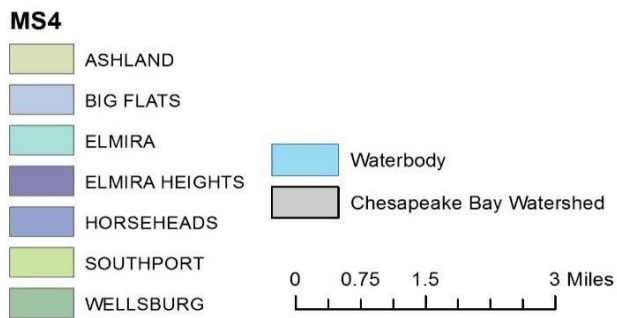 MS4
ASHLAND
BIG FLATS
ELMIRA
ELMIRA HEIGHTS
HORSEHEADS
SOUTHPORT
WELLSBURG
Waterbody
Chesapeake Bay Watershed
0 0.75 1.5 3 Miles